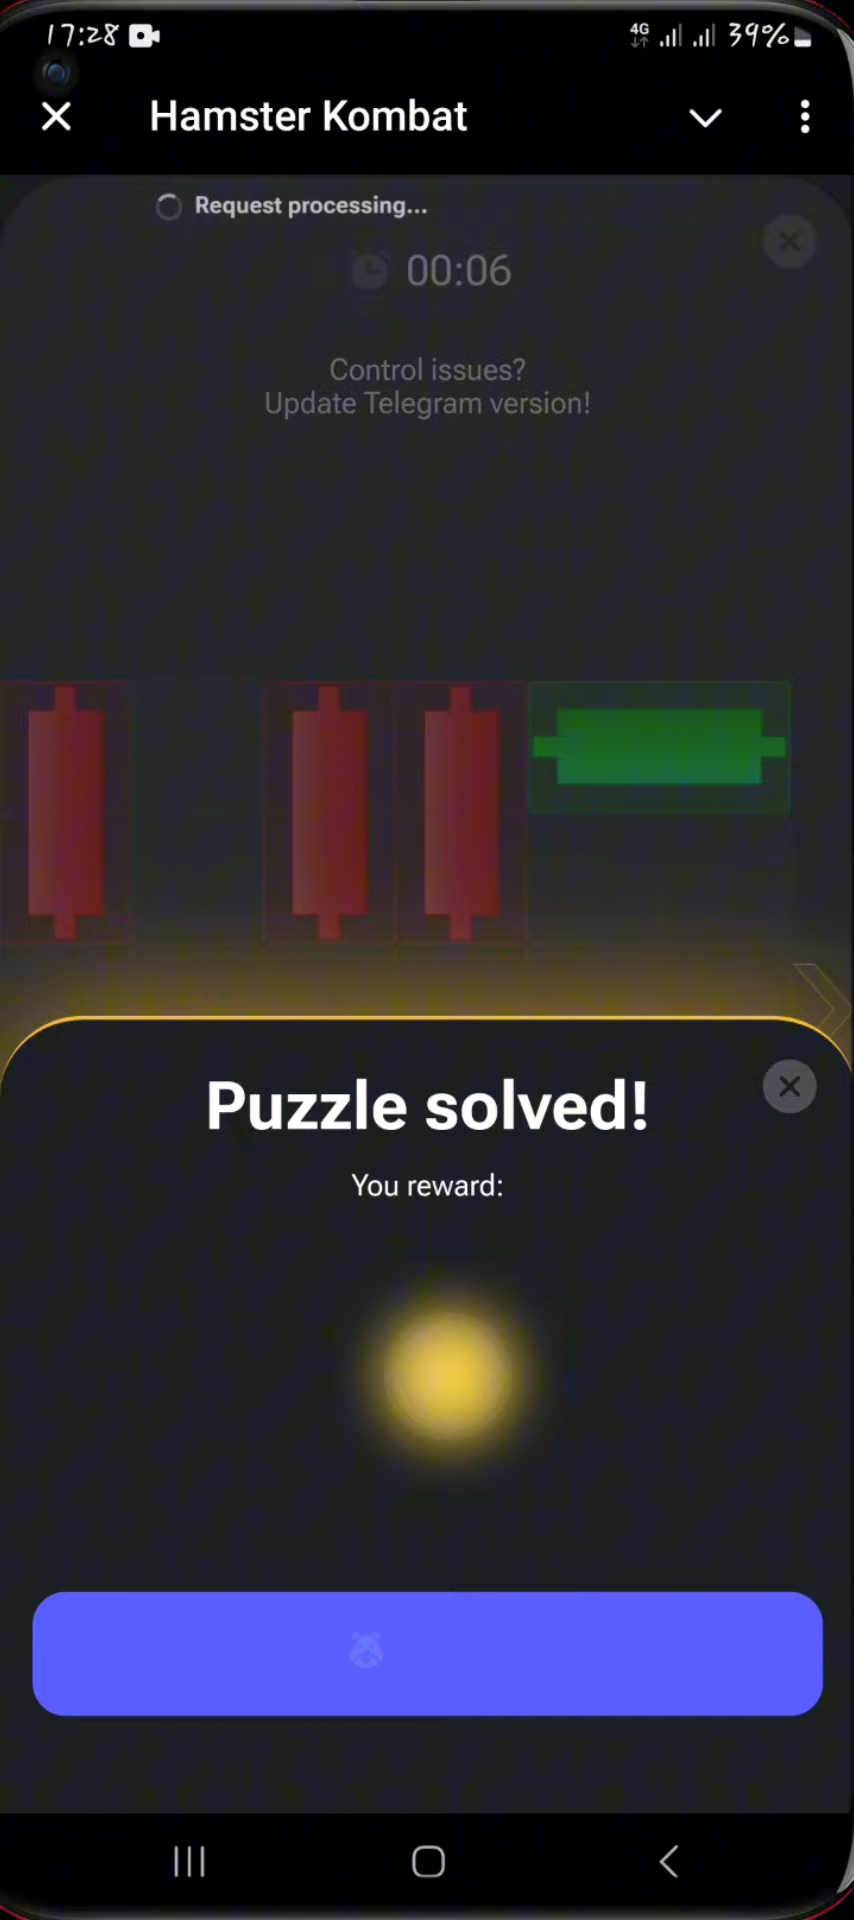 17:28
4G
39%
Hamster Kombat
Request processing...
00:06
Control issues?
Update Telegram version!
Puzzle solved!
You reward: